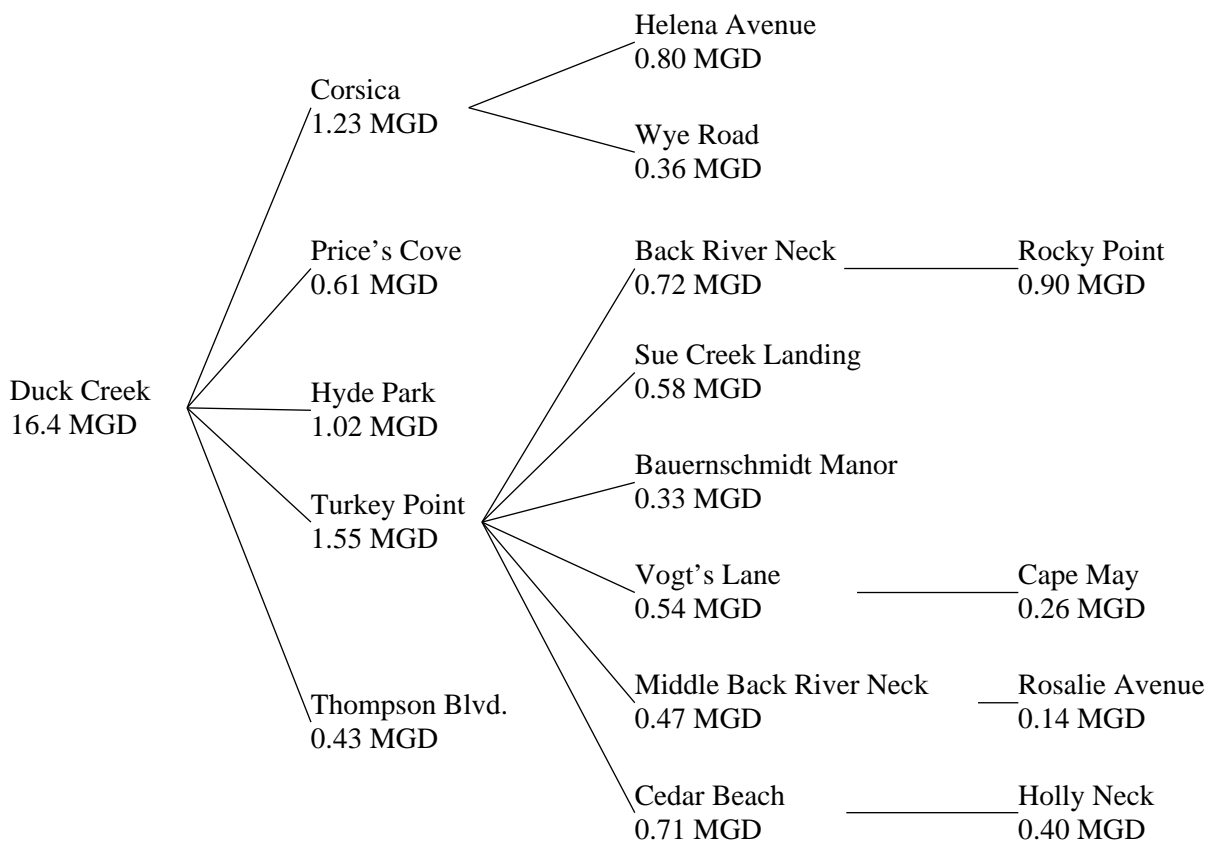 Helena Avenue
0.80 MGD
Corsica
1.23 MGD
Wye Road
0.36 MGD
Price’s Cove
0.61 MGD
Back River Neck
0.72 MGD
Rocky Point
0.90 MGD
Sue Creek Landing
0.58 MGD
Duck Creek
16.4 MGD
Hyde Park
1.02 MGD
Bauernschmidt Manor
0.33 MGD
Turkey Point
1.55 MGD
Vogt’s Lane
0.54 MGD
Cape May
0.26 MGD
Middle Back River Neck
0.47 MGD
Rosalie Avenue
0.14 MGD
Thompson Blvd.
0.43 MGD
Cedar Beach
0.71 MGD
Holly Neck
0.40 MGD